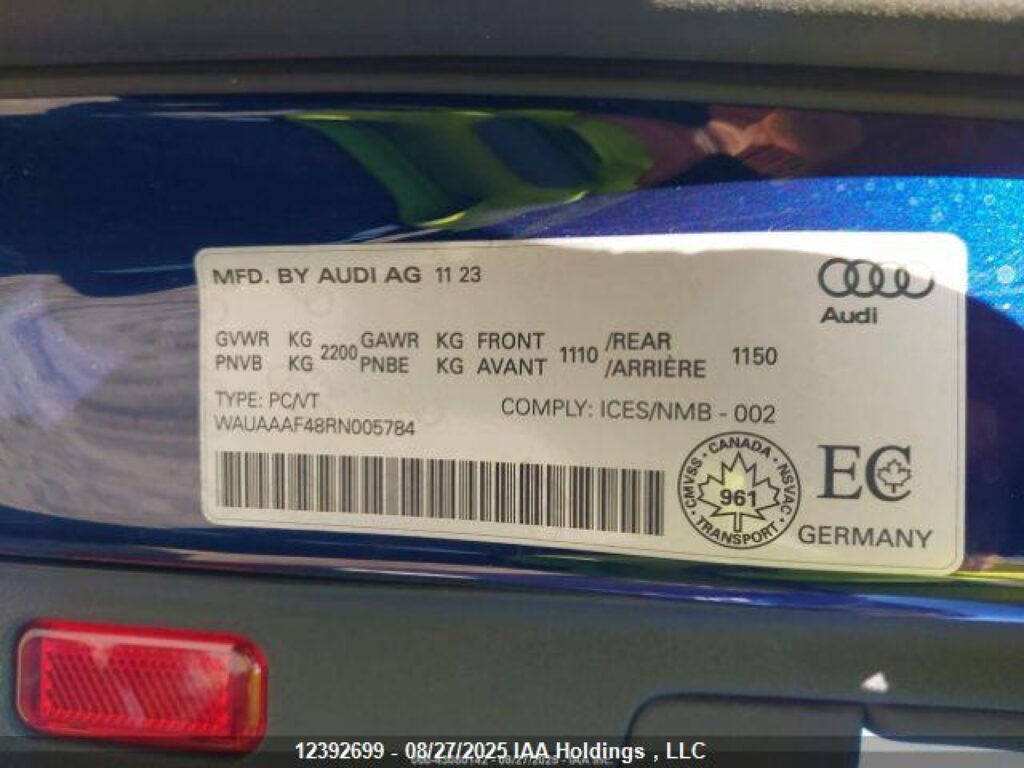 MFD. BY AUDI AG 11 23
Audi
GVWR KG 2200 GAWR KG FRONT 1110 /REAR 1150
PNVB KG PNBE KG AVANT /ARRIÈRE
TYPE: PC/VT COMPLY: ICES/NMB - 002
WAUAAAF48RN005784
CMVSS • CANADA • NSVAC • TRANSPORT •
961
EC
GERMANY
12392699 - 08/27/2025 IAA Holdings , LLC